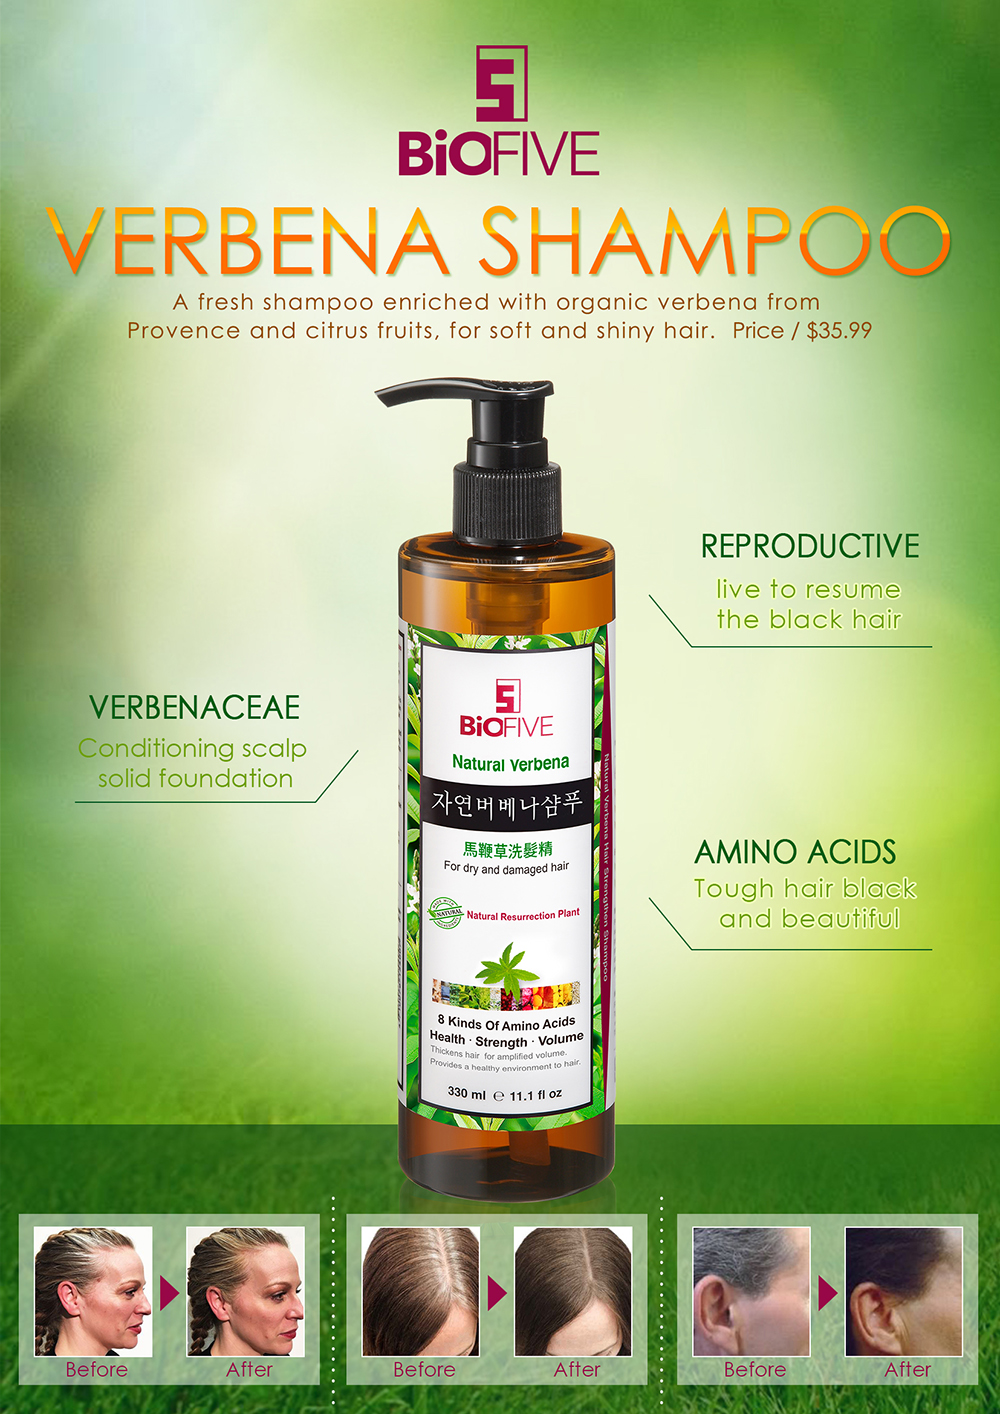 BiOFIVE
VERBENA SHAMPOO
A fresh shampoo enriched with organic verbena from
Provence and citrus fruits, for soft and shiny hair. Price / $35.99
REPRODUCTIVE
live to resume
the black hair
VERBENACEAE
Conditioning scalp
solid foundation
AMINO ACIDS
Tough hair black
and beautiful
BiOFIVE
Natural Verbena
자연버베나샴푸
馬鞭草洗髮精
For dry and damaged hair
NATURAL
Natural Resurrection Plant
8 Kinds Of Amino Acids
Health · Strength · Volume
Thickens hair for amplified volume.
Provides a healthy environment to hair.
330 ml ℮ 11.1 fl oz
Natural Verbena Hair Strengthen Shampoo
Before
After
Before
After
Before
After